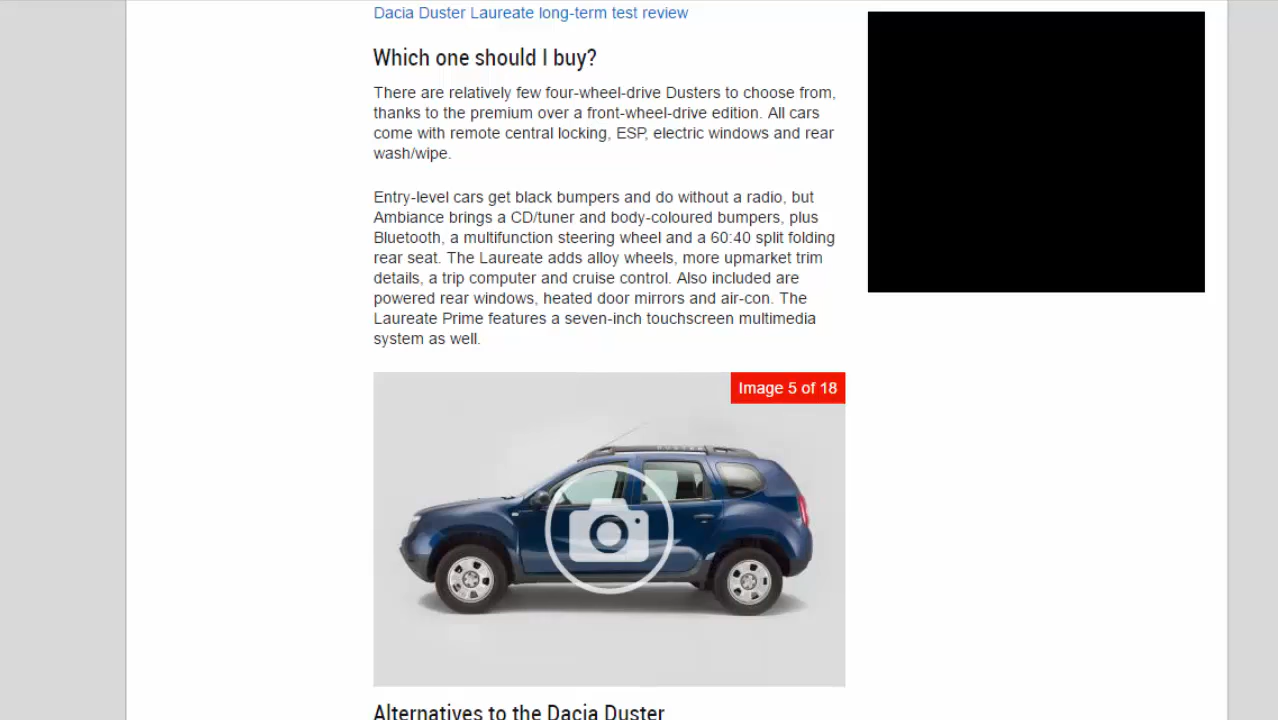 Dacia Duster Laureate long-term test review
Which one should I buy?
There are relatively few four-wheel-drive Dusters to choose from,
thanks to the premium over a front-wheel-drive edition. All cars
come with remote central locking, ESP, electric windows and rear
wash/wipe.
Entry-level cars get black bumpers and do without a radio, but
Ambiance brings a CD/tuner and body-coloured bumpers, plus
Bluetooth, a multifunction steering wheel and a 60:40 split folding
rear seat. The Laureate adds alloy wheels, more upmarket trim
details, a trip computer and cruise control. Also included are
powered rear windows, heated door mirrors and air-con. The
Laureate Prime features a seven-inch touchscreen multimedia
system as well.
Image 5 of 18
Alternatives to the Dacia Duster